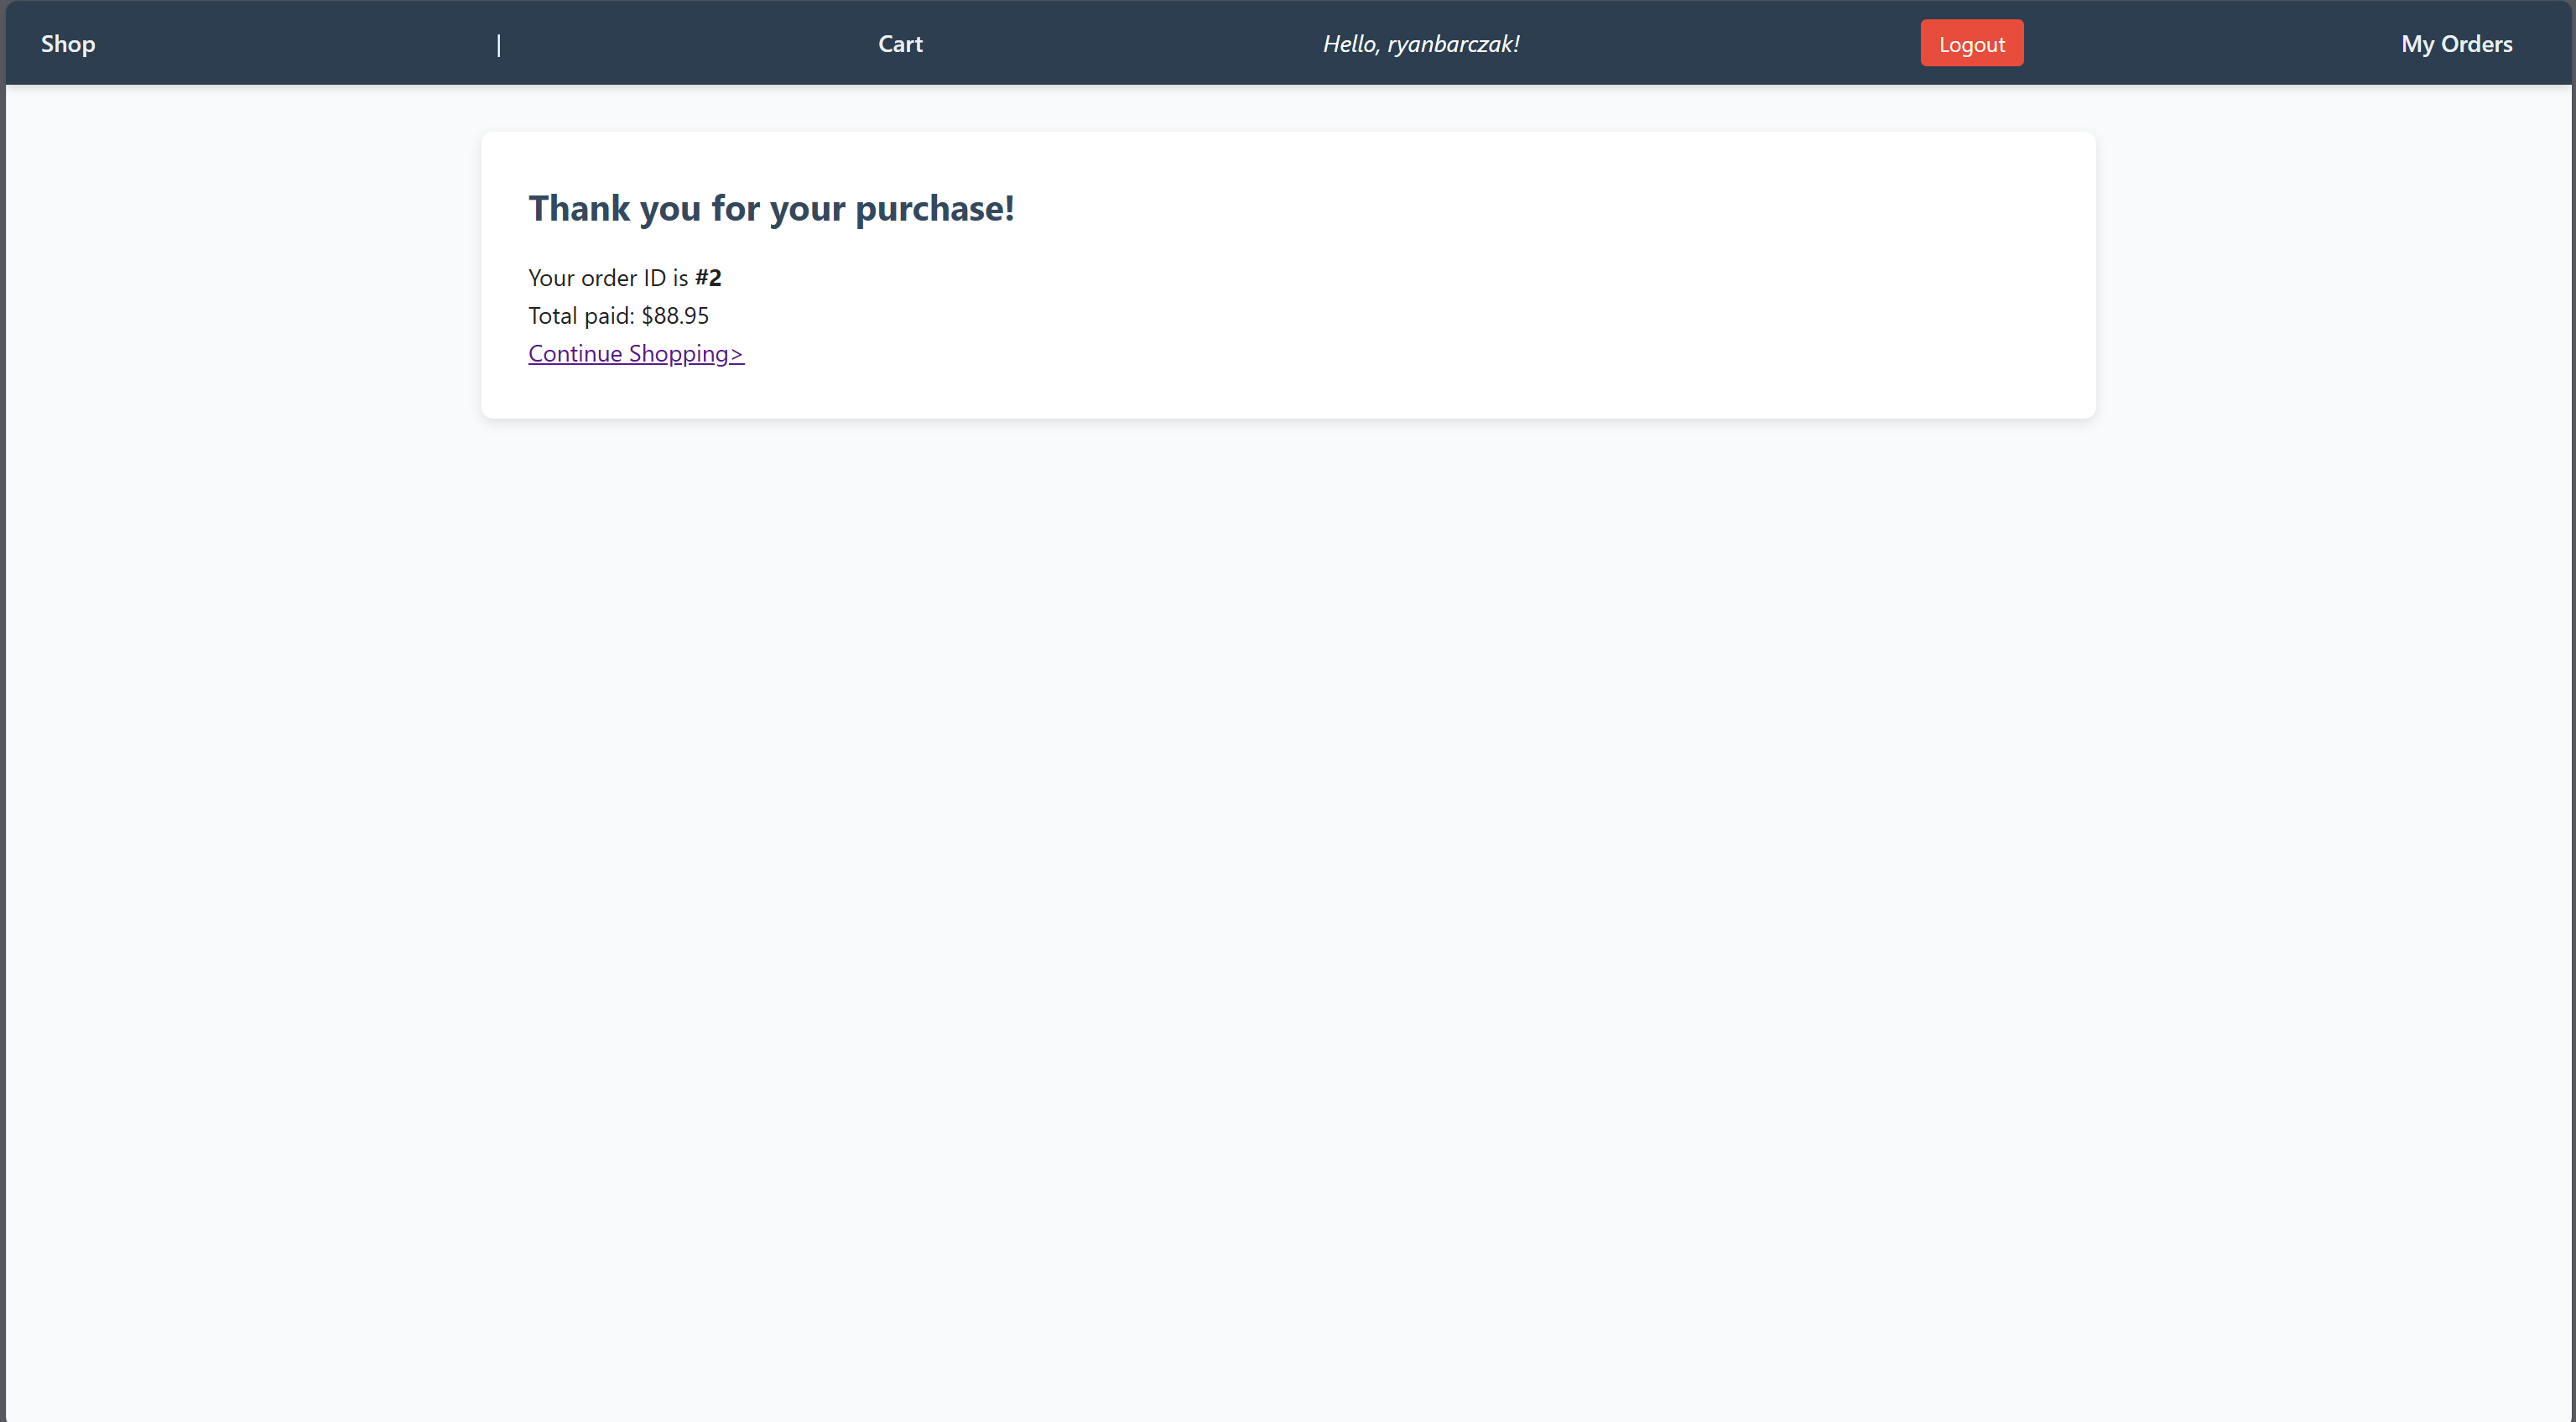 Shop | Cart Hello, ryanbarczak! Logout My Orders
Thank you for your purchase!
Your order ID is #2
Total paid: $88.95
Continue Shopping>